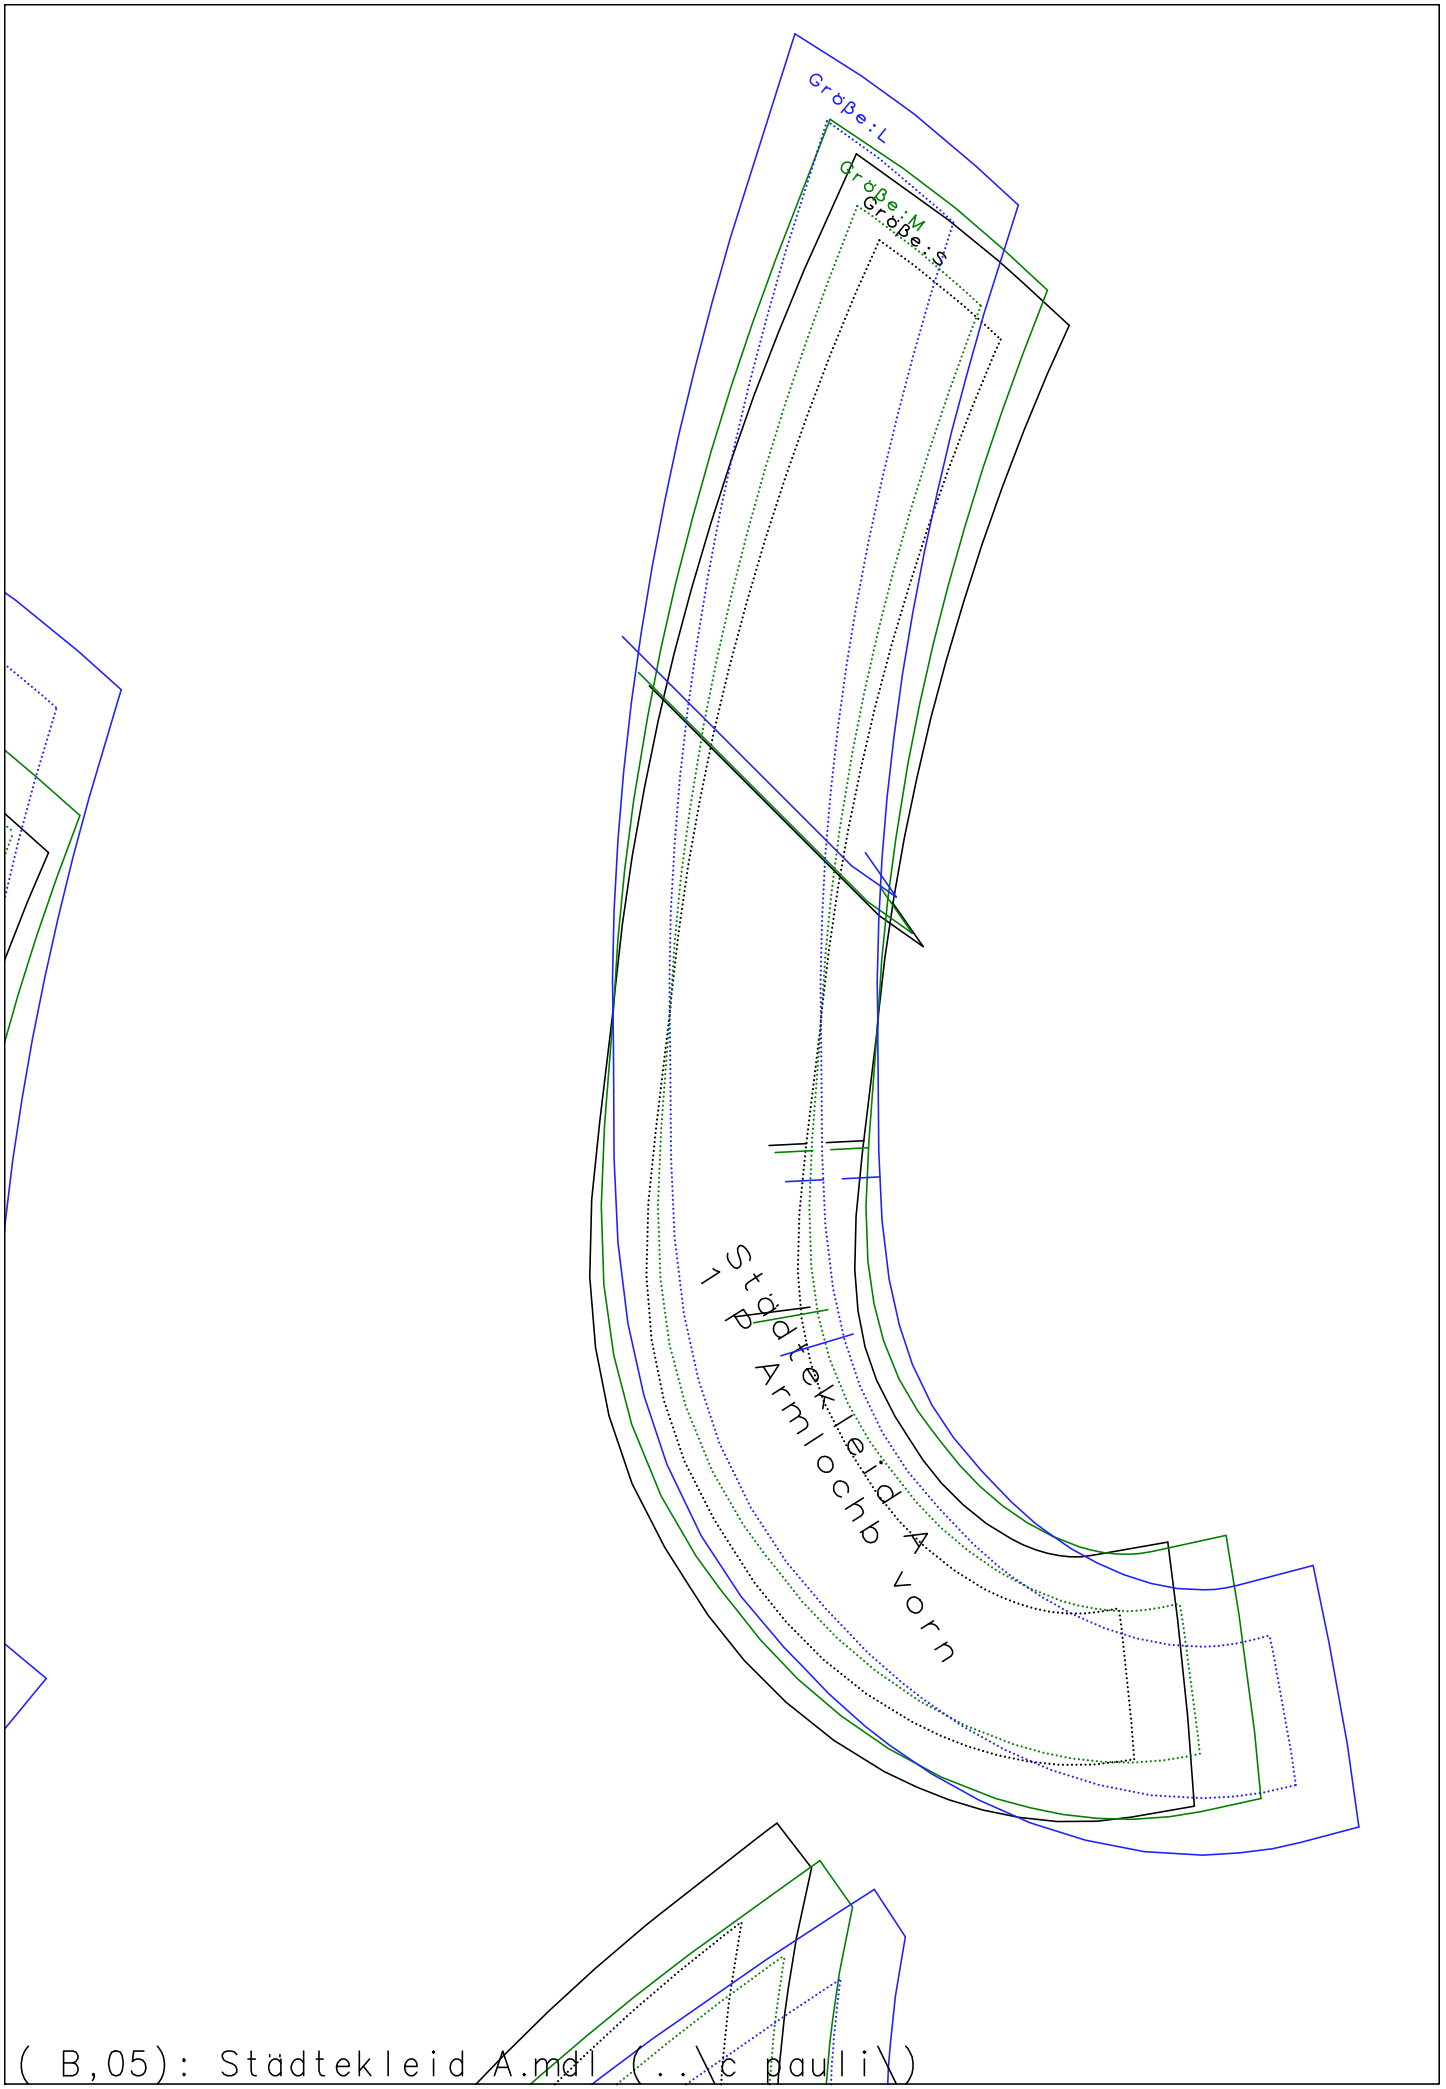 Größe:L
Größe:M
Größe:S
Städtekleid A
1 P Armlochb vorn
( B,05): Städtekleid A.mdl (..\c pauli\)